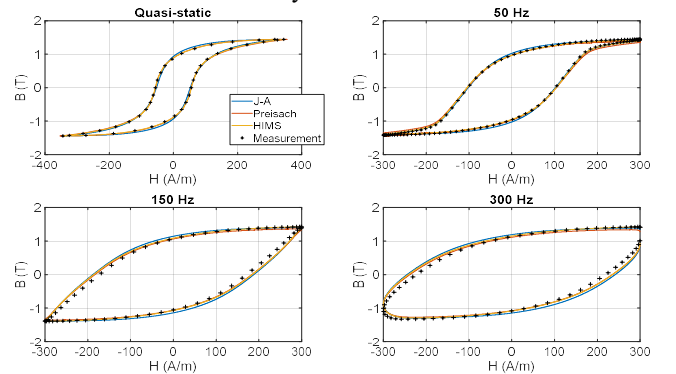 Quasi-static
50 Hz
B (T)
2
1
0
-1
-2
-400
-200
0
200
400
H (A/m)
J-A
Preisach
HIMS
Measurement
B (T)
2
1
0
-1
-2
-300
-200
-100
0
100
200
300
H (A/m)
150 Hz
300 Hz
B (T)
2
1
0
-1
-2
-300
-200
-100
0
100
200
300
H (A/m)
B (T)
2
1
0
-1
-2
-300
-200
-100
0
100
200
300
H (A/m)